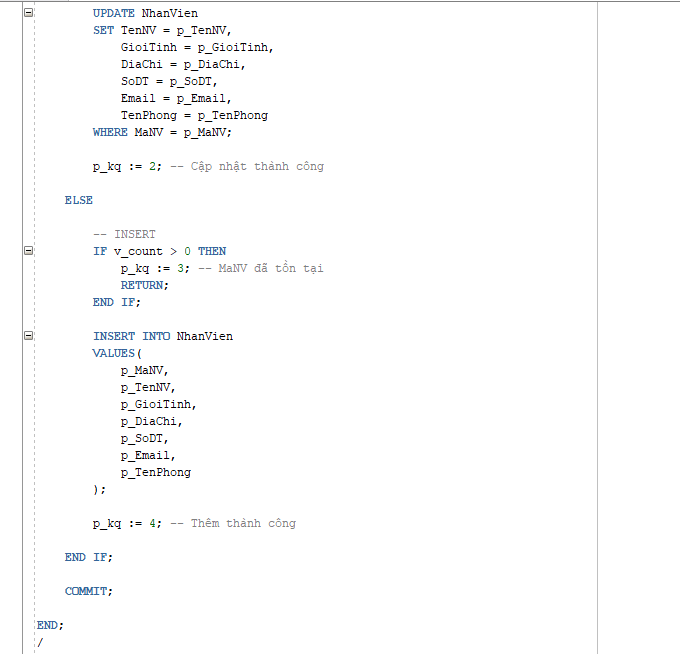 UPDATE NhanVien
SET TenNV = p_TenNV,
GioiTinh = p_GioiTinh,
DiaChi = p_DiaChi,
SoDT = p_SoDT,
Email = p_Email,
TenPhong = p_TenPhong
WHERE MaNV = p_MaNV;
p_kq := 2; -- Cập nhật thành công
ELSE
-- INSERT
IF v_count > 0 THEN
p_kq := 3; -- MaNV đã tồn tại
RETURN;
END IF;
INSERT INTO NhanVien
VALUES(
p_MaNV,
p_TenNV,
p_GioiTinh,
p_DiaChi,
p_SoDT,
p_Email,
p_TenPhong
);
p_kq := 4; -- Thêm thành công
END IF;
COMMIT;
END;
/